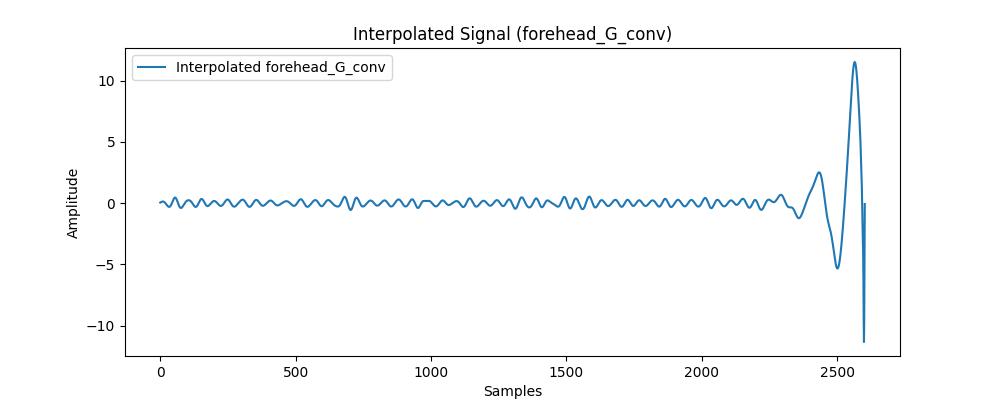 Interpolated Signal (forehead_G_conv)
Interpolated forehead_G_conv
10
5
0
−5
−10
Amplitude
0 500 1000 1500 2000 2500
Samples